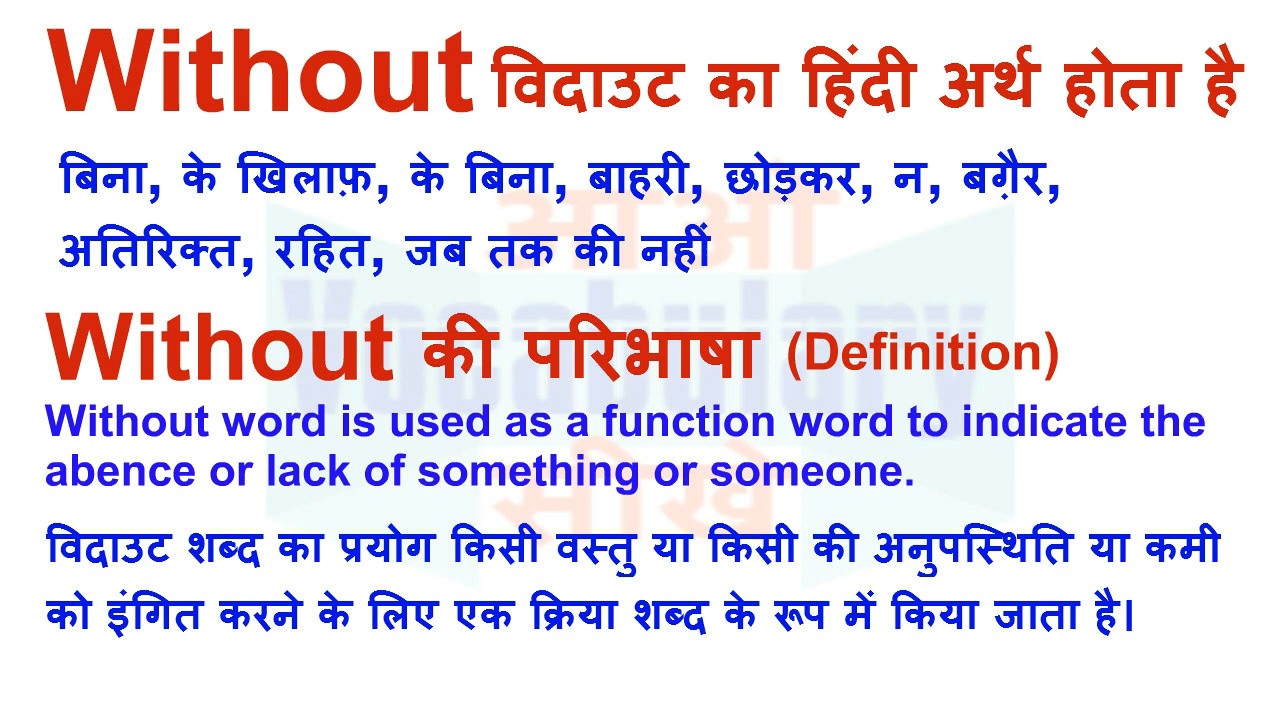 Without विदाउट का हिंदी अर्थ होता है
बिना, के खिलाफ़, के बिना, बाहरी, छोड़कर, न, बग़ैर,
अतिरिक्त, रहित, जब तक की नहीं
Without की परिभाषा (Definition)
Without word is used as a function word to indicate the
abence or lack of something or someone.
विदाउट शब्द का प्रयोग किसी वस्तु या किसी की अनुपस्थिति या कमी
को इंगित करने के लिए एक क्रिया शब्द के रूप में किया जाता है।
आओ
Vocabulary
सीखे